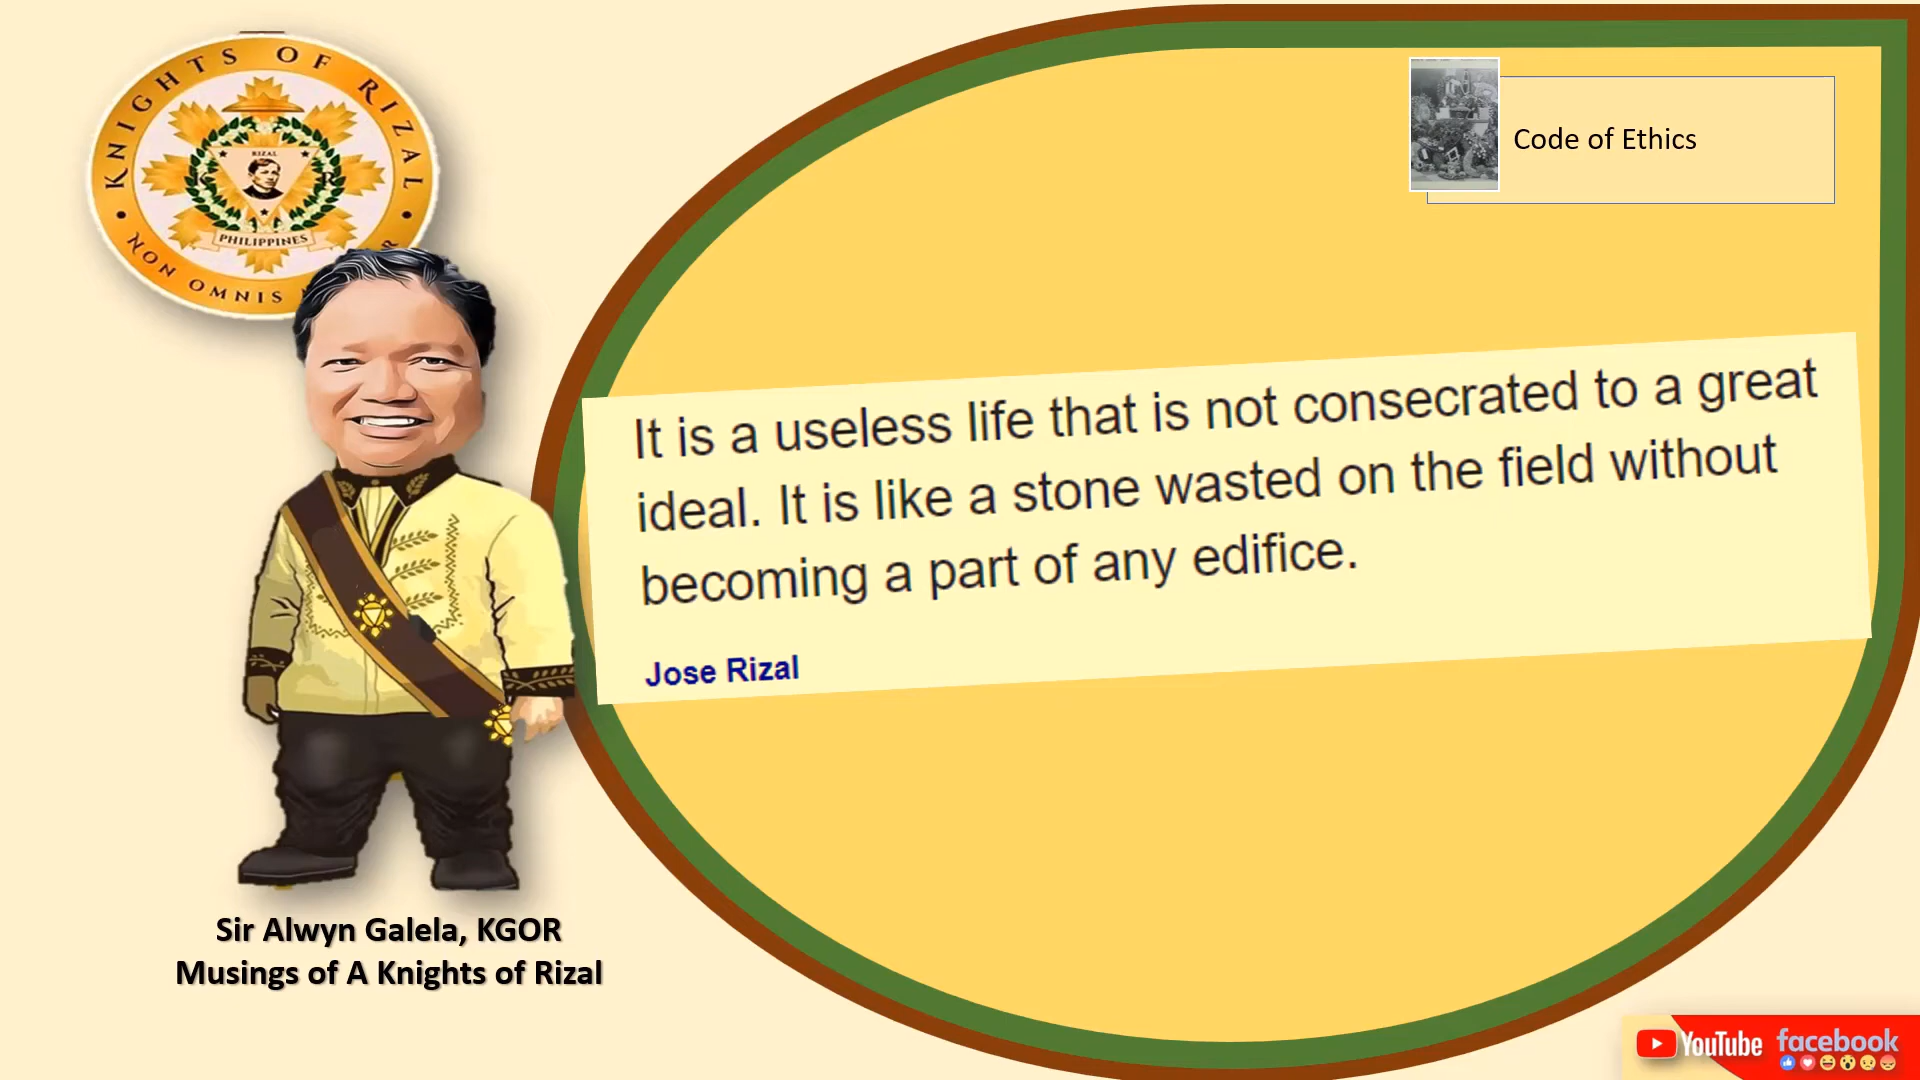 KNIGHTS OF RIZAL
RIZAL
K R
PHILIPPINES
NON OMNIS
Code of Ethics
It is a useless life that is not consecrated to a great
ideal. It is like a stone wasted on the field without
becoming a part of any edifice.
Jose Rizal
Sir Alwyn Galela, KGOR
Musings of A Knights of Rizal
YouTube facebook